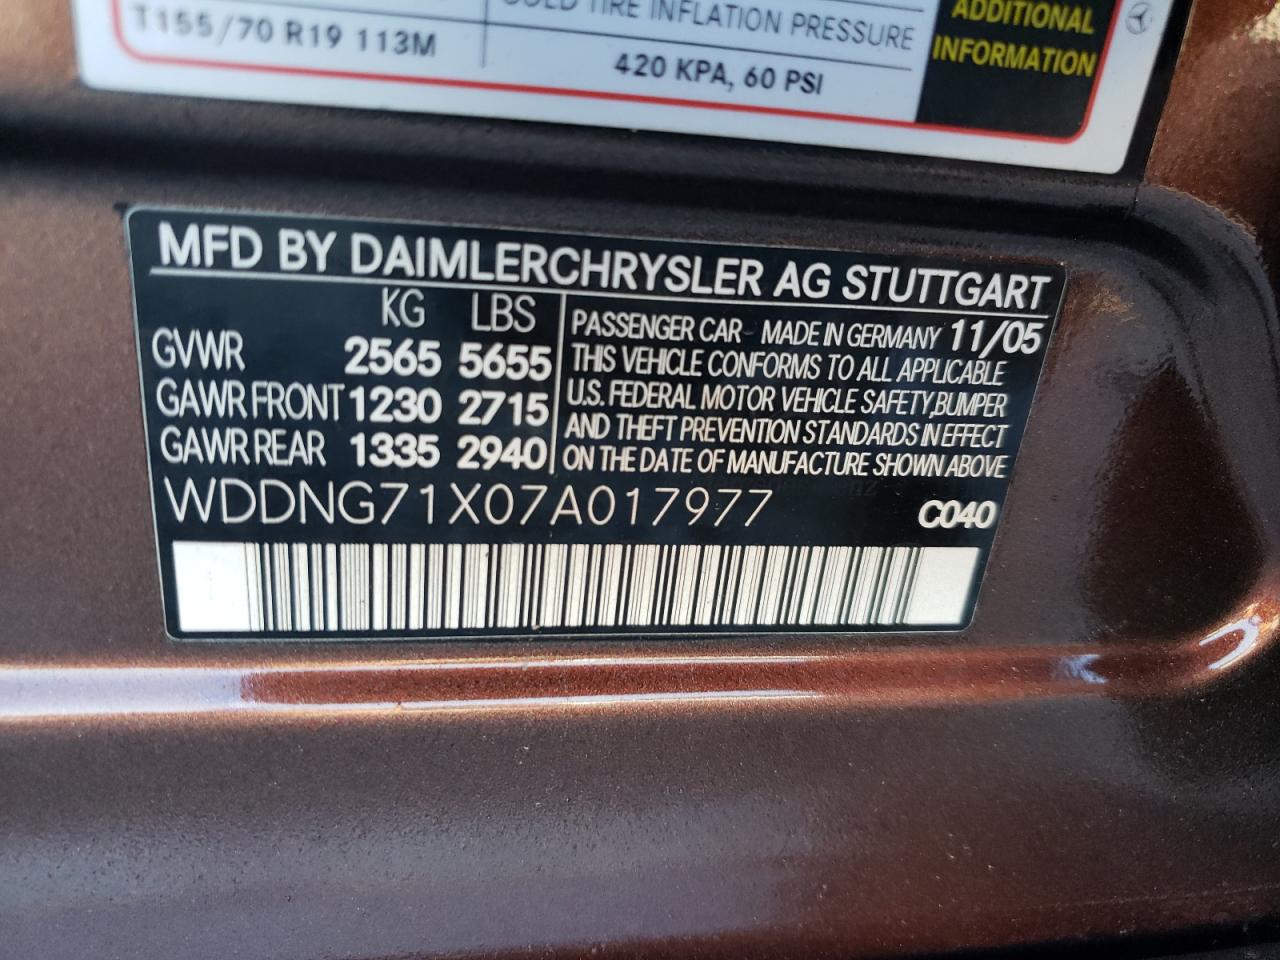 COLD TIRE INFLATION PRESSURE
T155/70 R19 113M
420 KPA, 60 PSI
ADDITIONAL
INFORMATION
MFD BY DAIMLERCHRYSLER AG STUTTGART
KG LBS
GVWR 2565 5655
GAWR FRONT 1230 2715
GAWR REAR 1335 2940
PASSENGER CAR MADE IN GERMANY 11/05
THIS VEHICLE CONFORMS TO ALL APPLICABLE
U.S. FEDERAL MOTOR VEHICLE SAFETY, BUMPER
AND THEFT PREVENTION STANDARDS IN EFFECT
ON THE DATE OF MANUFACTURE SHOWN ABOVE
WDDNG71X07A017977
C040